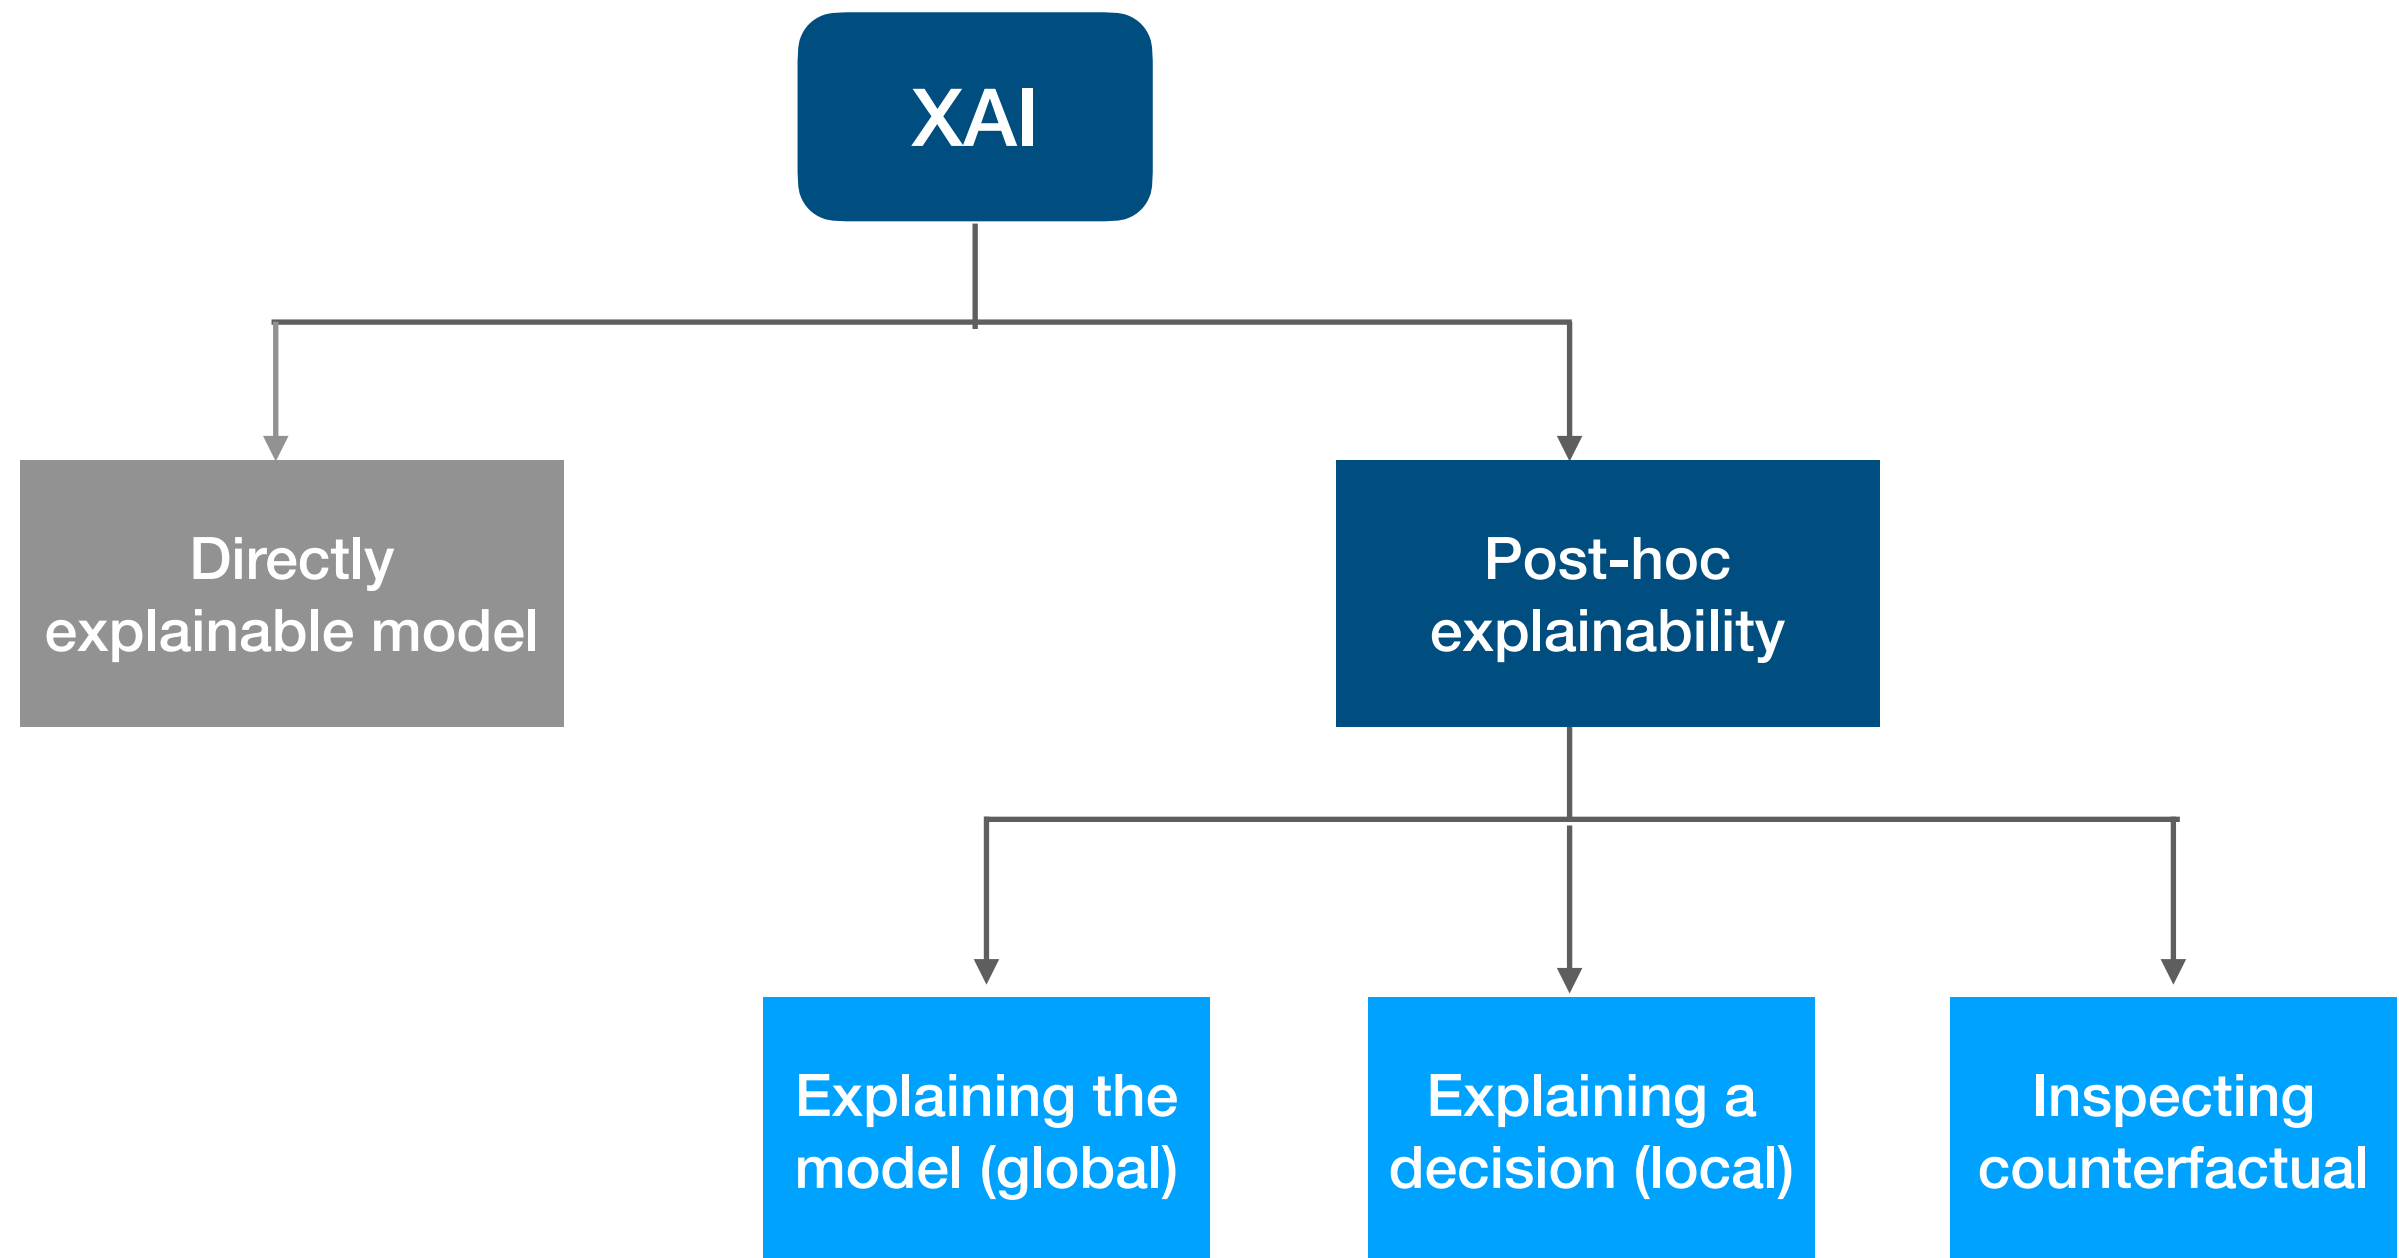 XAI
Directly
explainable model
Post-hoc
explainability
Explaining the
model (global)
Explaining a
decision (local)
Inspecting
counterfactual